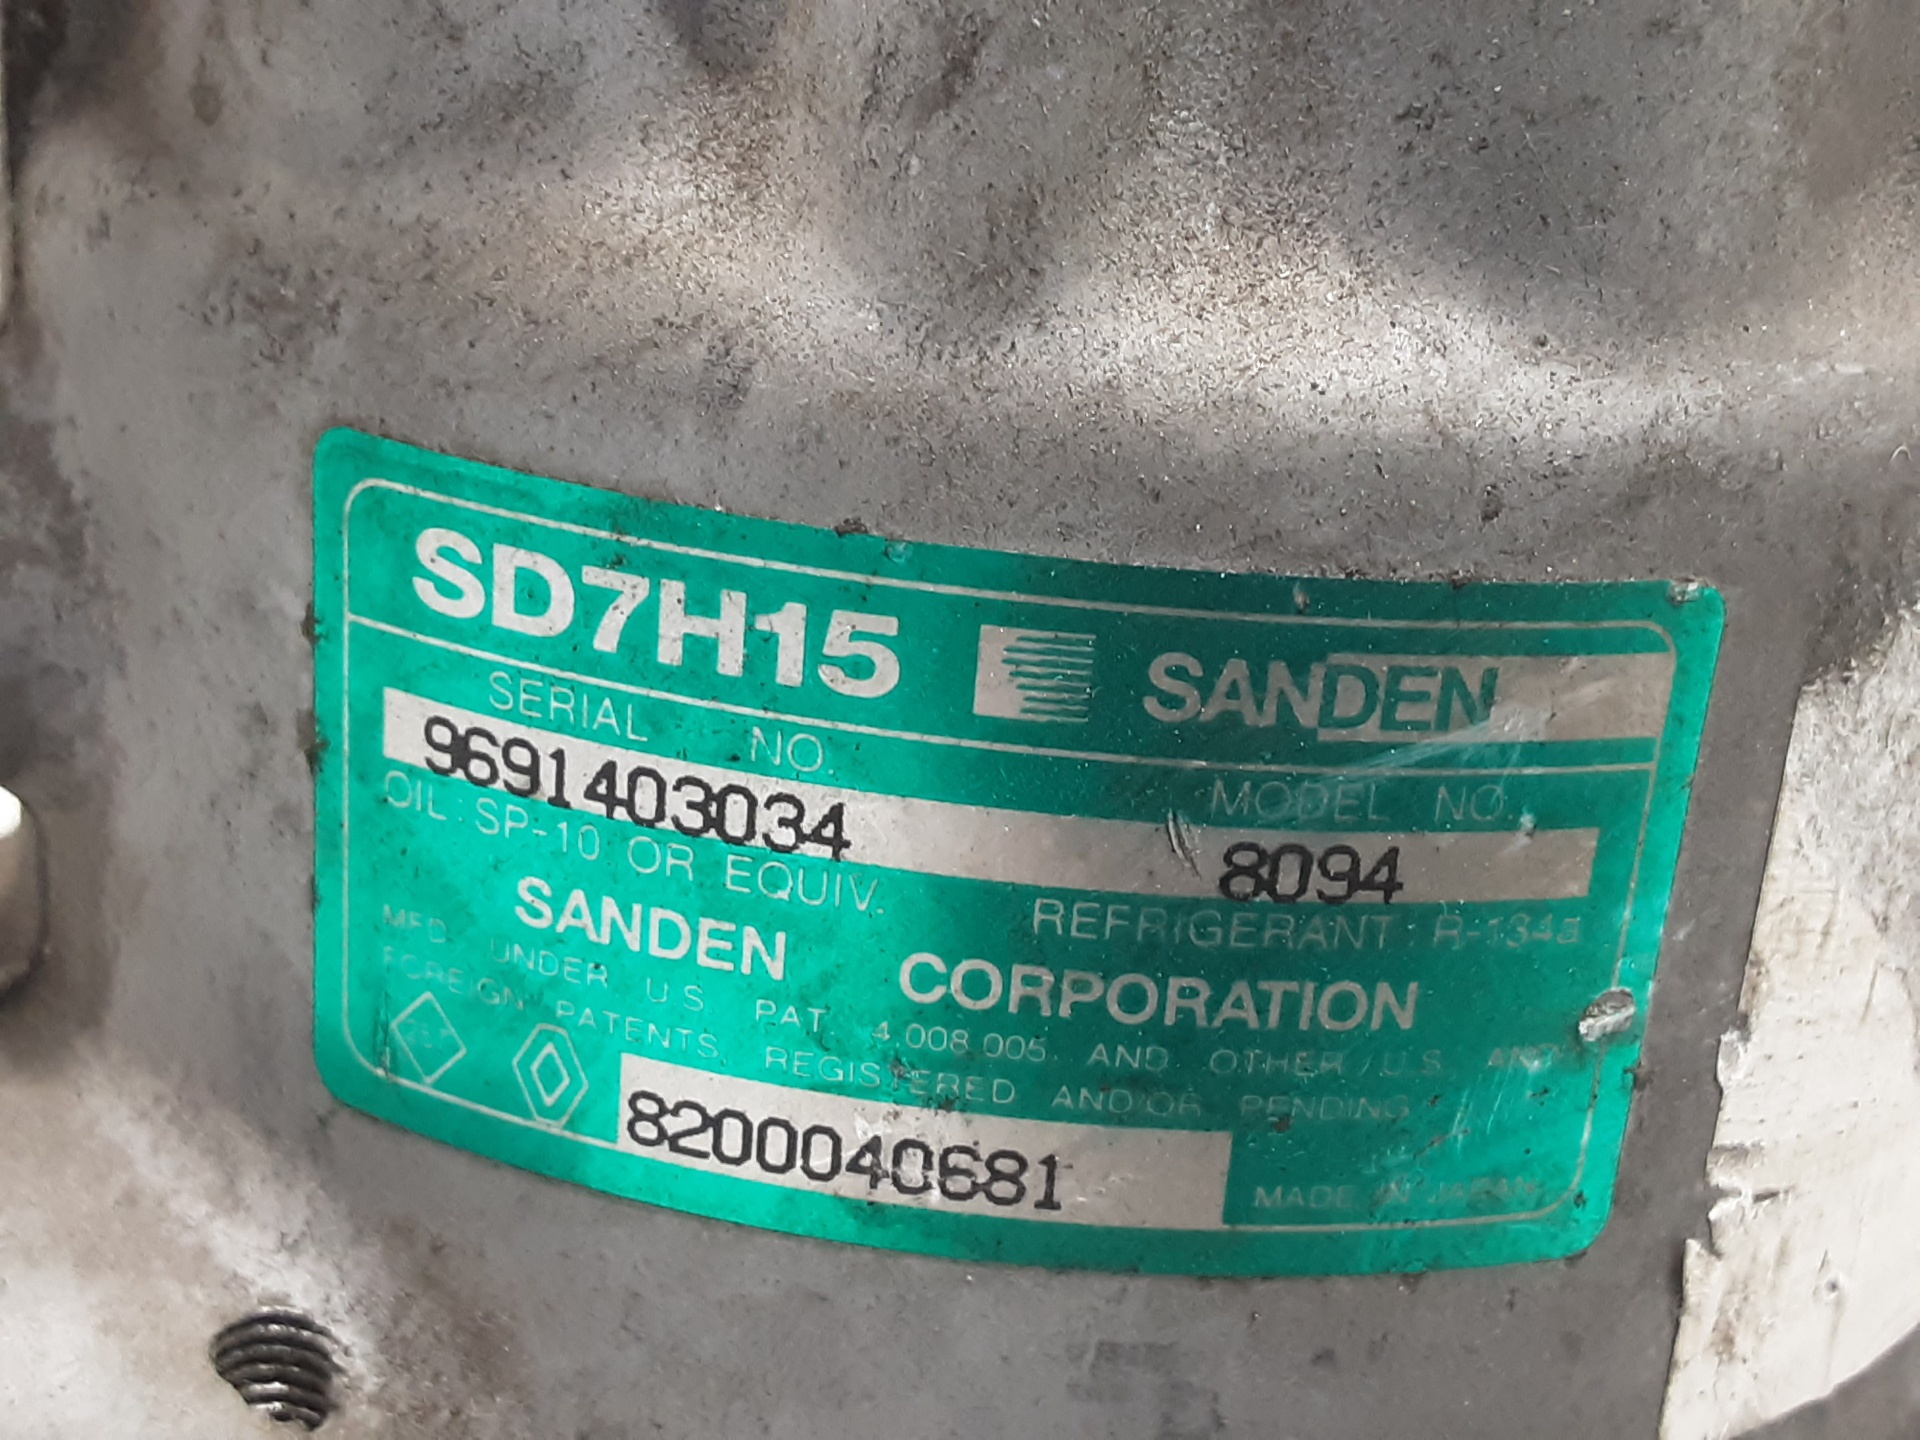 SD7H15 SANDEN
SERIAL NO. MODEL NO.
9691403034 8094
OIL: SP-10 OR EQUIV. REFRIGERANT: R-134a
SANDEN CORPORATION
MFD. UNDER U.S. PAT. 4.008.005. AND OTHER U.S. AND
FOREIGN PATENTS, REGISTERED AND/OR PENDING
8200040681 MADE IN JAPAN